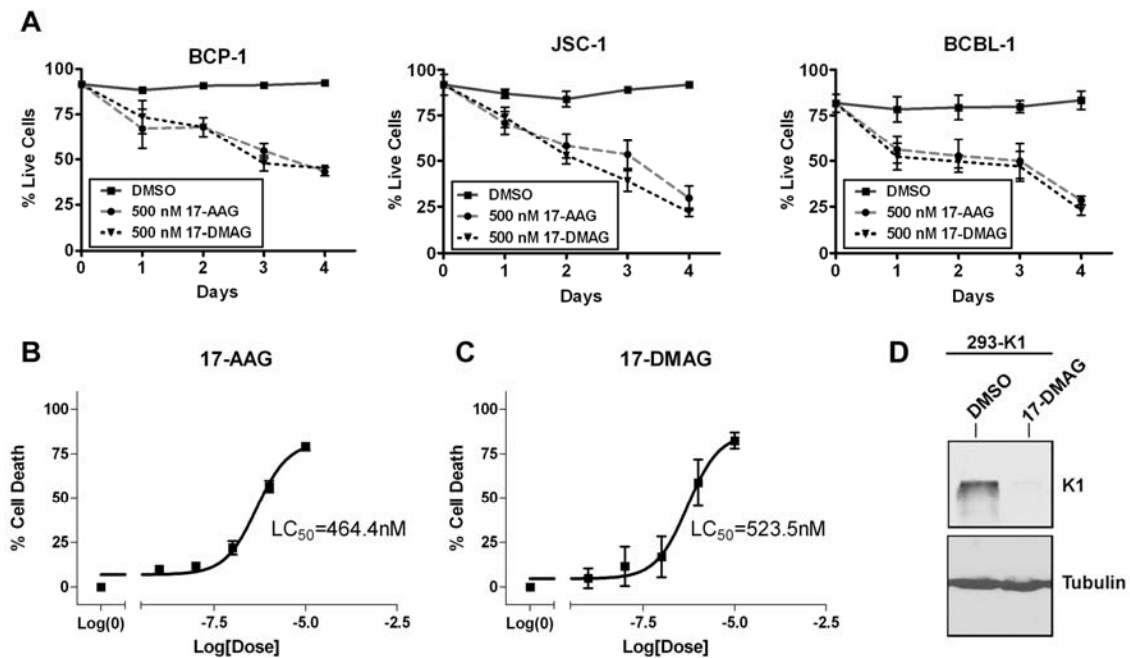 A
BCP-1
% Live Cells
100
75
50
25
0
DMSO
500 nM 17-AAG
500 nM 17-DMAG
0 1 2 3 4
Days
JSC-1
% Live Cells
100
75
50
25
0
DMSO
500 nM 17-AAG
500 nM 17-DMAG
0 1 2 3 4
Days
BCBL-1
% Live Cells
100
75
50
25
0
DMSO
500 nM 17-AAG
500 nM 17-DMAG
0 1 2 3 4
Days
B
17-AAG
% Cell Death
100
75
50
25
0
LC50=464.4nM
Log(0) -7.5 -5.0 -2.5
Log[Dose]
C
17-DMAG
% Cell Death
100
75
50
25
0
LC50=523.5nM
Log(0) -7.5 -5.0 -2.5
Log[Dose]
D
293-K1
DMSO
17-DMAG
K1
Tubulin